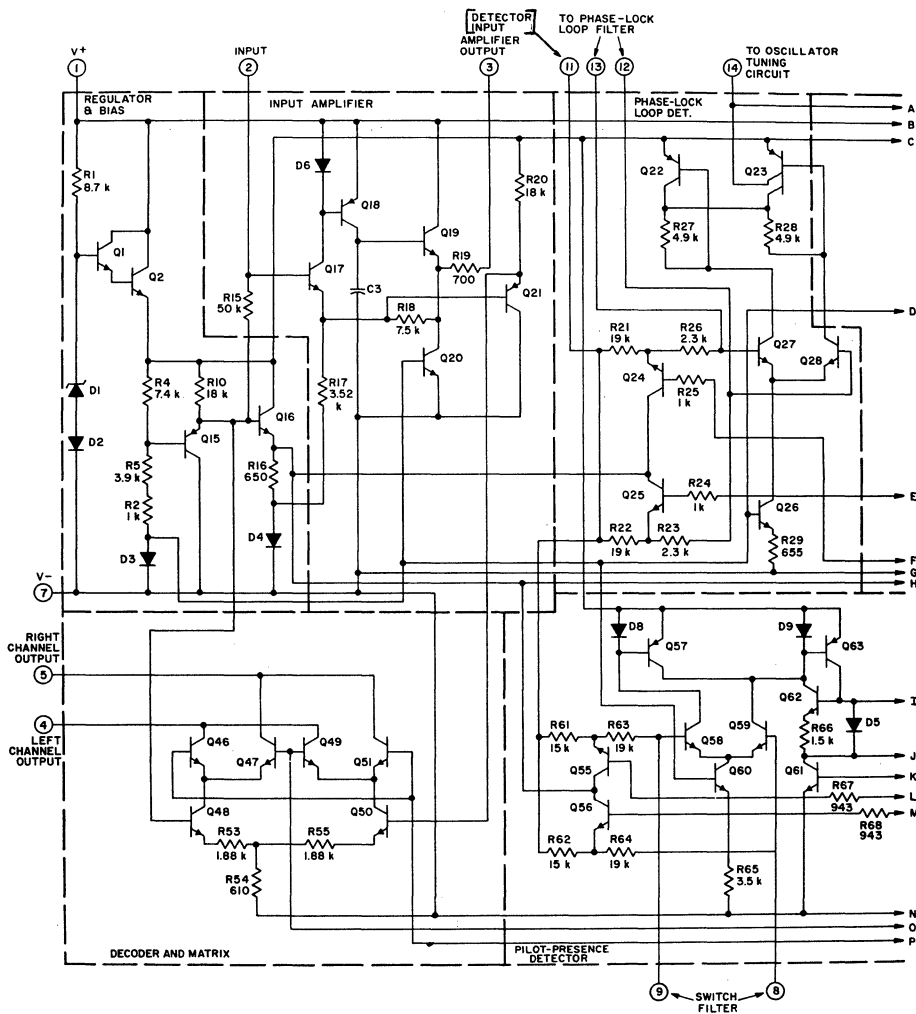 V+
1
INPUT
2
DETECTOR
INPUT
AMPLIFIER
OUTPUT
3
11
TO PHASE-LOCK
LOOP FILTER
13
12
14
TO OSCILLATOR
TUNING
CIRCUIT
REGULATOR
& BIAS
INPUT AMPLIFIER
PHASE-LOCK
LOOP DET.
A
B
C
R1
8.7 k
D6
Q18
R20
18 k
Q22
Q23
Q1
Q2
Q19
R19
700
R27
4.9 k
R28
4.9 k
Q17
C3
Q21
R15
50 k
R18
7.5 k
D
R21
19 k
R26
2.3 k
Q27
Q28
Q20
Q24
R25
1 k
D1
R4
7.4 k
R10
18 k
R17
3.52
k
Q16
D2
Q15
R5
3.9 k
R16
650
R24
1 k
E
Q25
Q26
R2
1 k
R22
19 k
R23
2.3 k
R29
655
D3
D4
F
G
H
V-
7
RIGHT
CHANNEL
OUTPUT
5
D8
Q57
D9
Q63
Q62
I
4
LEFT
CHANNEL
OUTPUT
Q46
Q47
Q49
Q51
R61
15 k
R63
19 k
Q58
Q59
R66
1.5 k
D5
J
Q55
Q60
Q61
K
Q48
Q50
Q56
R67
943
L
R68
943
M
R53
1.88 k
R55
1.88 k
R54
610
R62
15 k
R64
19 k
R65
3.5 k
N
O
P
DECODER AND MATRIX
PILOT-PRESENCE
DETECTOR
9
SWITCH
FILTER
8